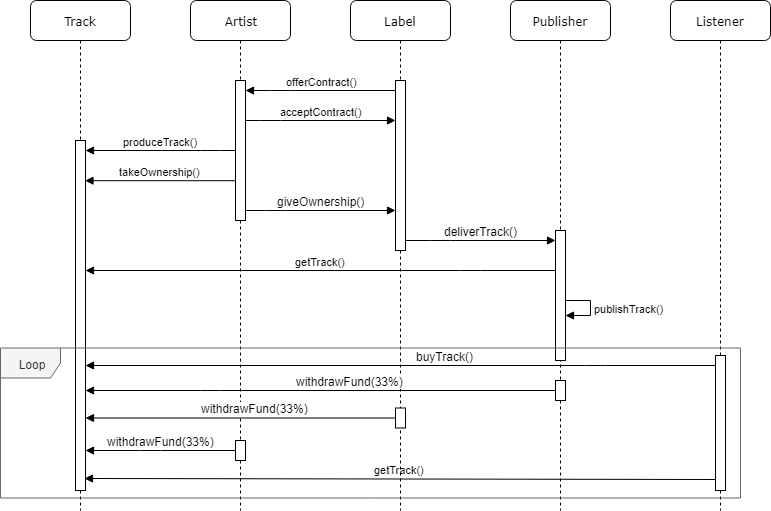 Track
Artist
Label
Publisher
Listener
offerContract()
acceptContract()
produceTrack()
takeOwnership()
giveOwnership()
deliverTrack()
getTrack()
publishTrack()
Loop
buyTrack()
withdrawFund(33%)
withdrawFund(33%)
withdrawFund(33%)
getTrack()